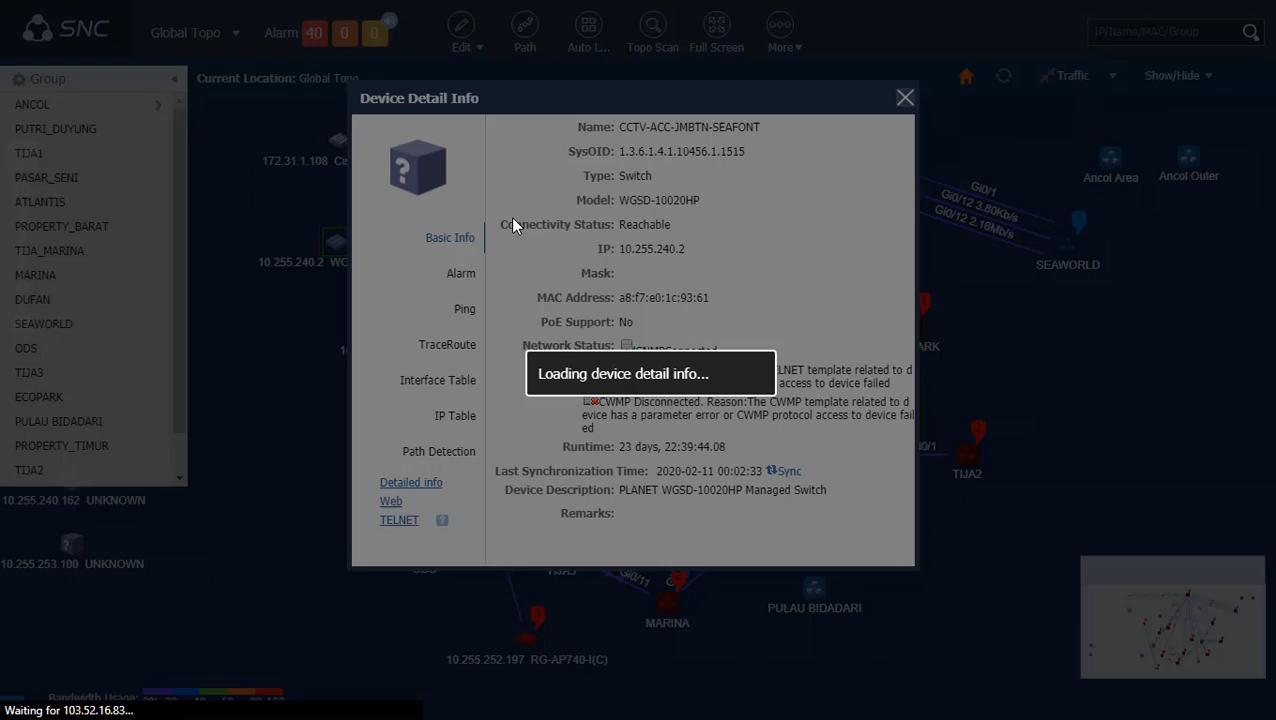 SNC
Global Topo
Alarm
40
0
0
Edit
Path
Auto L...
Topo Scan
Full Screen
More
IP/Name/MAC/Group
Group
Current Location: Global Topo
Traffic
Show/Hide
ANCOL
PUTRI_DUYUNG
TIJA1
PASAR_SENI
ATLANTIS
PROPERTY_BARAT
TIJA_MARINA
MARINA
DUFAN
SEAWORLD
ODS
TIJA3
ECOPARK
PULAU BIDADARI
PROPERTY_TIMUR
TIJA2
172.31.1.108 Cis
10.255.240.2 WG
10.255.240.162 UNKNOWN
10.255.253.100 UNKNOWN
Device Detail Info
Basic Info
Alarm
Ping
TraceRoute
Interface Table
IP Table
Path Detection
Detailed info
Web
TELNET
Name: CCTV-ACC-JMBTN-SEAFONT
SysOID: 1.3.6.1.4.1.10456.1.1515
Type: Switch
Model: WGSD-10020HP
Connectivity Status: Reachable
IP: 10.255.240.2
Mask:
MAC Address: a8:f7:e0:1c:93:61
PoE Support: No
Network Status: SNMPConnected
Loading device detail info...
ELNET template related to d
access to device failed
CWMP Disconnected. Reason:The CWMP template related to d
evice has a parameter error or CWMP protocol access to device fail
ed
Runtime: 23 days, 22:39:44.08
Last Synchronization Time: 2020-02-11 00:02:33 Sync
Device Description: PLANET WGSD-10020HP Managed Switch
Remarks:
Gi0/1
Gi0/12 3.80Kb/s
Gi0/12 2.16Mb/s
Ancol Area
Ancol Outer
SEAWORLD
ARK
0/1
TIJA2
Gi0/11
MARINA
PULAU BIDADARI
10.255.252.197 RG-AP740-I(C)
Bandwidth Usage:
Waiting for 103.52.16.83...